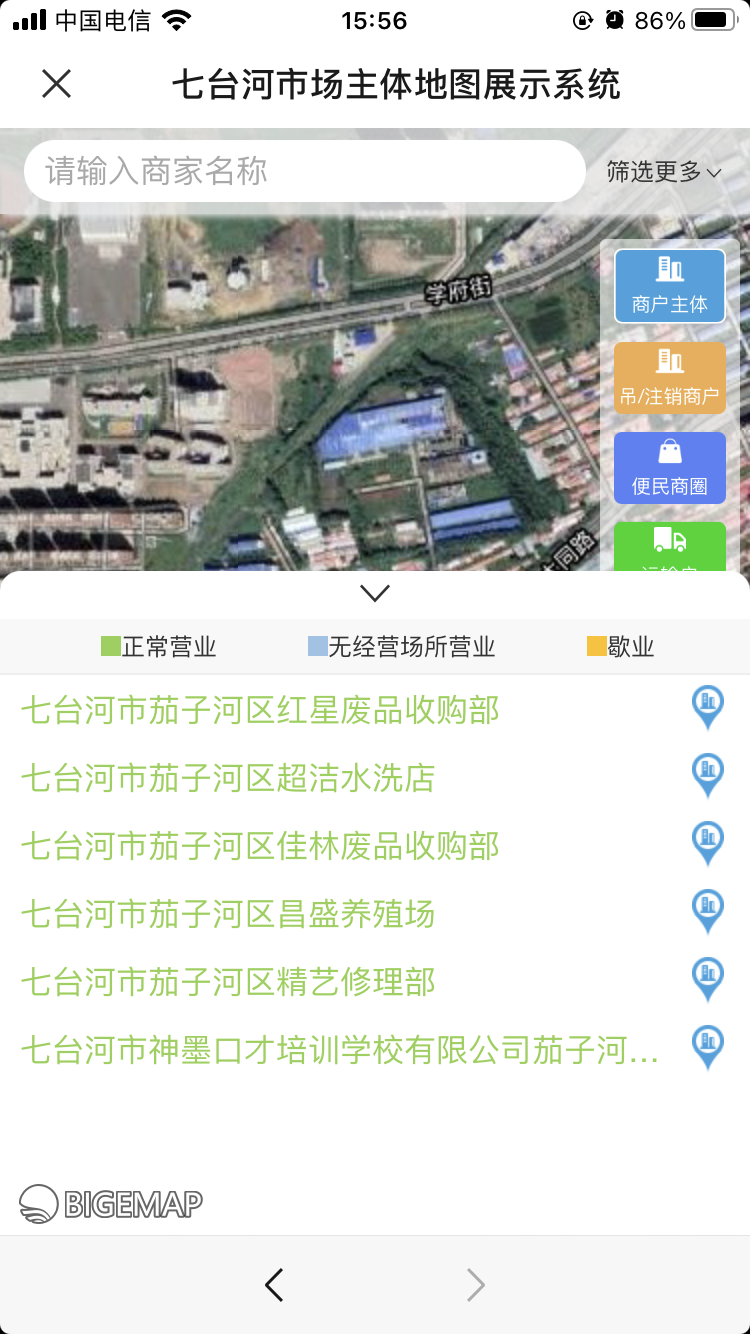 中国电信
15:56
86%
七台河市场主体地图展示系统
请输入商家名称
筛选更多
学府街
商户主体
吊/注销商户
便民商圈
运输户
大同路
正常营业
无经营场所营业
歇业
七台河市茄子河区红星废品收购部
七台河市茄子河区超洁水洗店
七台河市茄子河区佳林废品收购部
七台河市茄子河区昌盛养殖场
七台河市茄子河区精艺修理部
七台河市神墨口才培训学校有限公司茄子河...
BIGEMAP